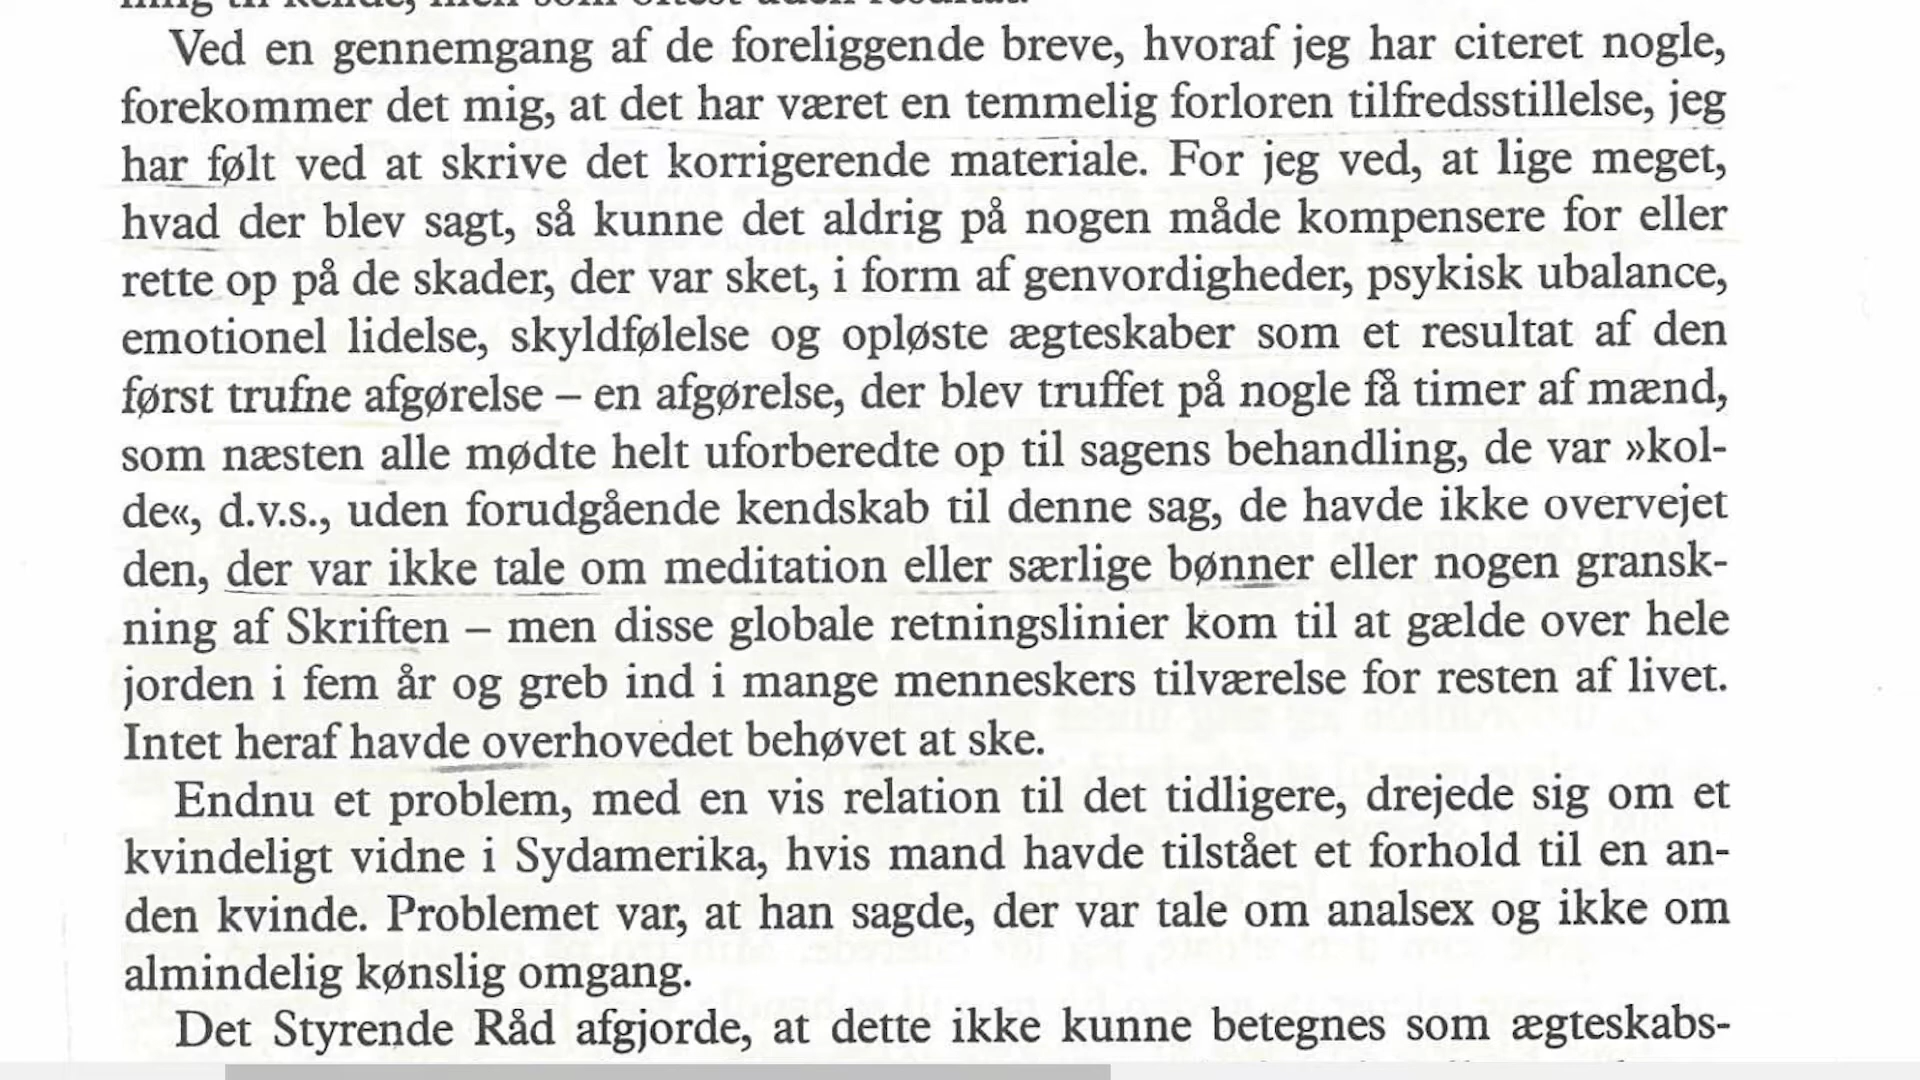 Ved en gennemgang af de foreliggende breve, hvoraf jeg har citeret nogle,
forekommer det mig, at det har været en temmelig forloren tilfredsstillelse, jeg
har følt ved at skrive det korrigerende materiale. For jeg ved, at lige meget,
hvad der blev sagt, så kunne det aldrig på nogen måde kompensere for eller
rette op på de skader, der var sket, i form af genvordigheder, psykisk ubalance,
emotionel lidelse, skyldfølelse og opløste ægteskaber som et resultat af den
først trufne afgørelse – en afgørelse, der blev truffet på nogle få timer af mænd,
som næsten alle mødte helt uforberedte op til sagens behandling, de var »kol-
de«, d.v.s., uden forudgående kendskab til denne sag, de havde ikke overvejet
den, der var ikke tale om meditation eller særlige bønner eller nogen gransk-
ning af Skriften – men disse globale retningslinier kom til at gælde over hele
jorden i fem år og greb ind i mange menneskers tilværelse for resten af livet.
Intet heraf havde overhovedet behøvet at ske.
Endnu et problem, med en vis relation til det tidligere, drejede sig om et
kvindeligt vidne i Sydamerika, hvis mand havde tilstået et forhold til en an-
den kvinde. Problemet var, at han sagde, der var tale om analsex og ikke om
almindelig kønslig omgang.
Det Styrende Råd afgjorde, at dette ikke kunne betegnes som ægteskabs-